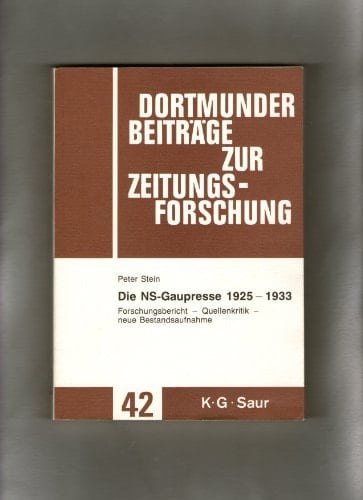 DORTMUNDER
BEITRÄGE
ZUR
ZEITUNGS-
FORSCHUNG
Peter Stein
Die NS-Gaupresse 1925 – 1933
Forschungsbericht – Quellenkritik –
neue Bestandsaufnahme
42
K·G·Saur